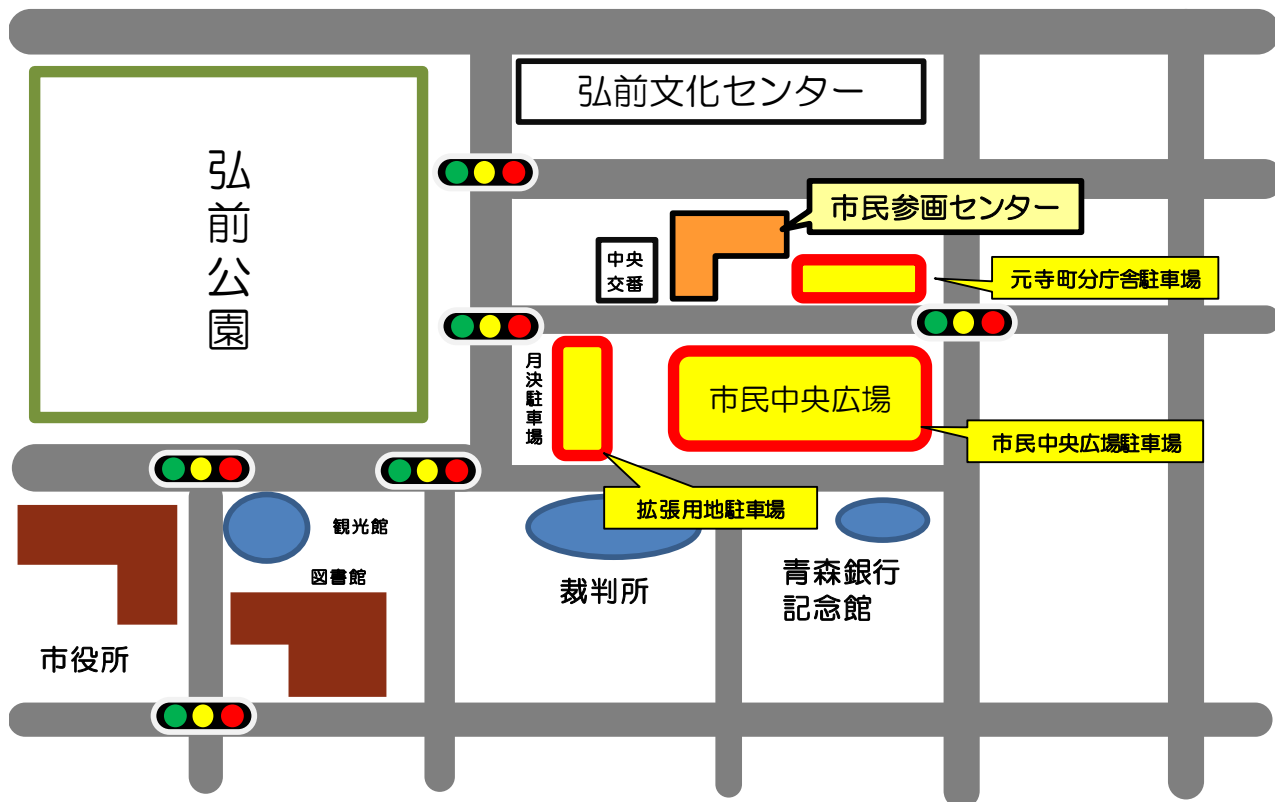 弘前文化センター
弘前公園
市民参画センター
中央
交番
元寺町分庁舎駐車場
月決駐車場
市民中央広場
市民中央広場駐車場
拡張用地駐車場
観光館
図書館
裁判所
青森銀行
記念館
市役所